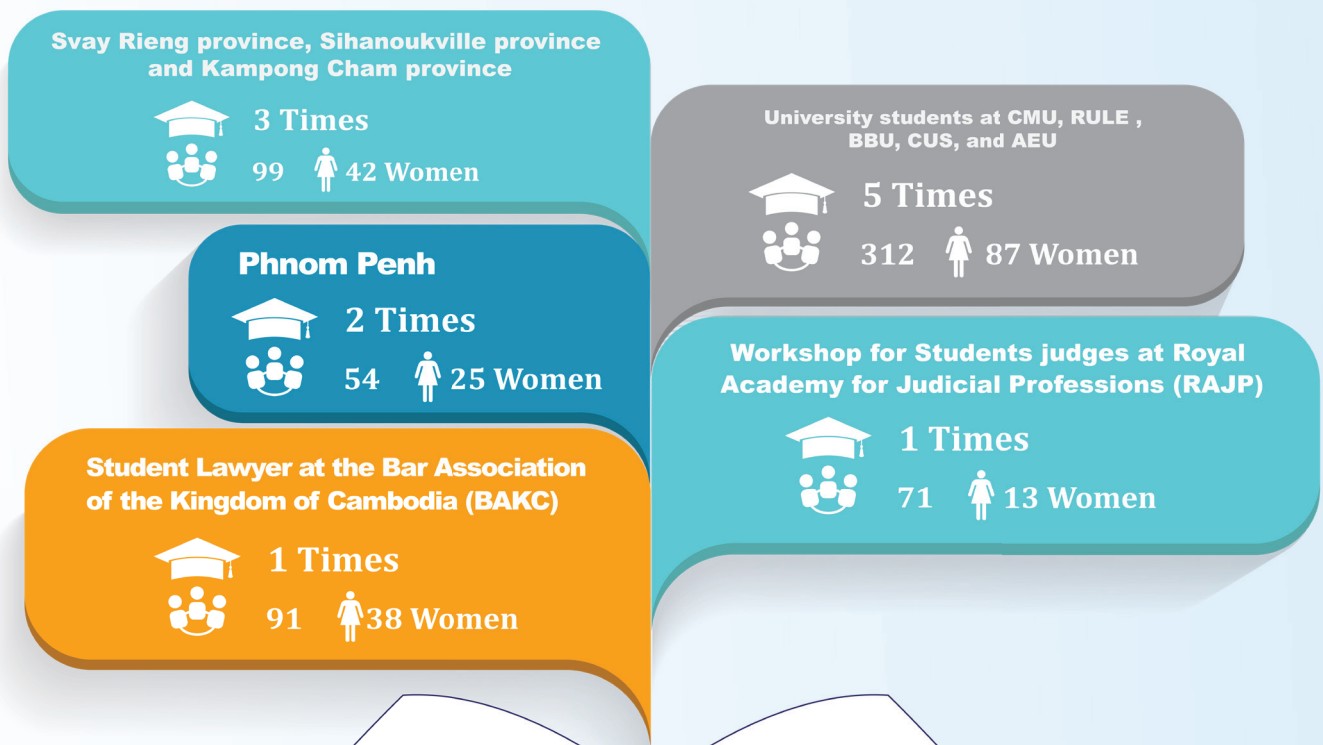 Svay Rieng province, Sihanoukville province
and Kampong Cham province
3 Times
99 42 Women
Phnom Penh
2 Times
54 25 Women
Student Lawyer at the Bar Association
of the Kingdom of Cambodia (BAKC)
1 Times
91 38 Women
University students at CMU, RULE ,
BBU, CUS, and AEU
5 Times
312 87 Women
Workshop for Students judges at Royal
Academy for Judicial Professions (RAJP)
1 Times
71 13 Women